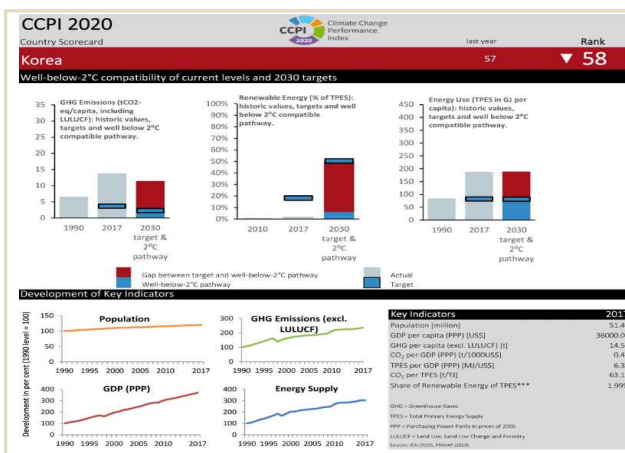 CCPI 2020
Country Scorecard
CCPI
2020
Climate Change
Performance
Index
last year
Rank
Korea
57
58
Well-below-2°C compatibility of current levels and 2030 targets
GHG Emissions (tCO2-
eq/capita, including
LULUCF): historic values,
targets and well below 2°C
compatible pathway.
35
30
25
20
15
10
5
0
1990
2017
2030
target &
2°C
pathway
Renewable Energy (% of TPES):
historic values, targets and well
below 2°C compatible
pathway.
100%
90%
80%
70%
60%
50%
40%
30%
20%
10%
0%
2010
2017
2030
target &
2°C
pathway
Energy Use (TPES in GJ per
capita): historic values,
targets and well below 2°C
compatible pathway.
450
400
350
300
250
200
150
100
50
0
1990
2017
2030
target &
2°C
pathway
Gap between target and well-below-2°C pathway
Well-below-2°C pathway
Actual
Target
Development of Key Indicators
Development in per cent (1990 level = 100)
Population
150
100
50
0
1990 1995 2000 2005 2010 2017
GHG Emissions (excl.
LULUCF)
300
200
100
0
1990 1995 2000 2005 2010 2017
GDP (PPP)
400
200
0
1990 1995 2000 2005 2010 2017
Energy Supply
400
200
0
1990 1995 2000 2005 2010 2017
Key Indicators 2017
Population [million] 51.4
GDP per capita (PPP) [US$] 36000.0
GHG per capita (excl. LULUCF) [t] 14.5
CO₂ per GDP (PPP) [t/1000US$] 0.4
TPES per GDP (PPP) [MJ/US$] 6.3
CO₂ per TPES [t/TJ] 63.1
Share of Renewable Energy of TPES*** 1.99
GHG = Greenhouse Gases
TPES = Total Primary Energy Supply
PPP = Purchasing Power Parity in prices of 2005
LULUCF = Land Use, Land-Use Change and Forestry
Sources: IEA (2019), PRIMAP (2019)